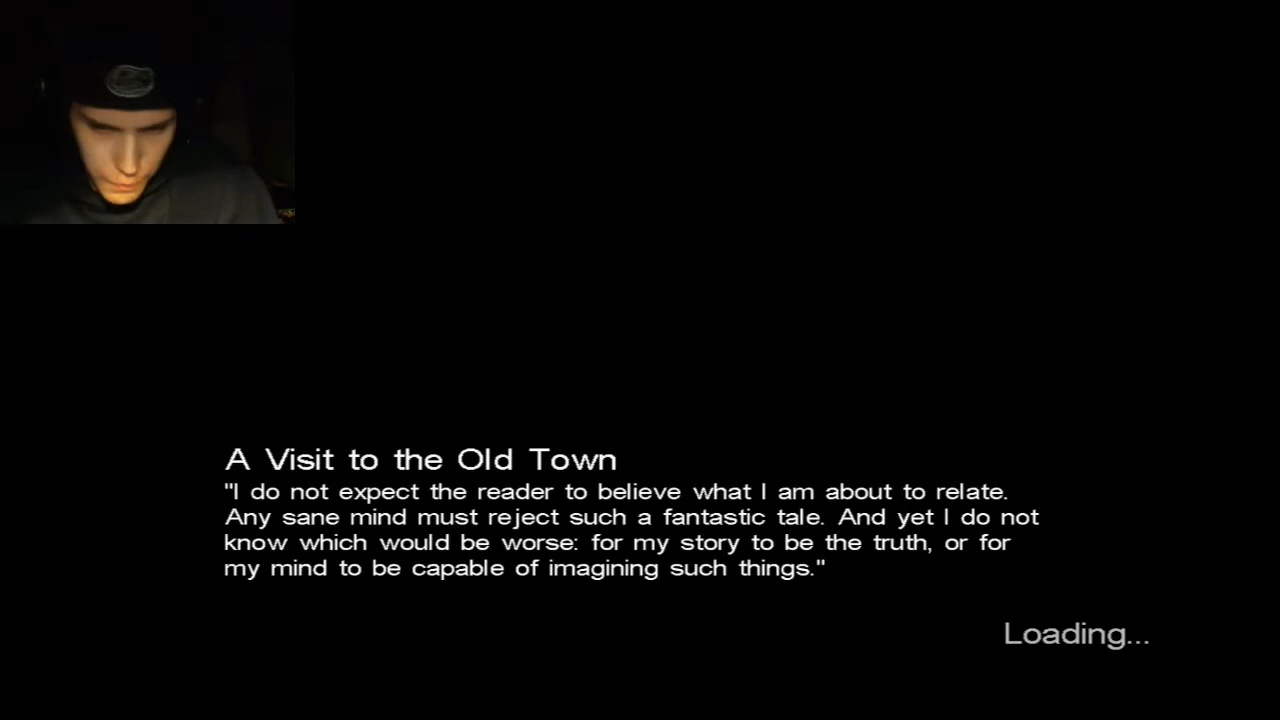 A Visit to the Old Town
"I do not expect the reader to believe what I am about to relate.
Any sane mind must reject such a fantastic tale. And yet I do not
know which would be worse: for my story to be the truth, or for
my mind to be capable of imagining such things."
Loading...